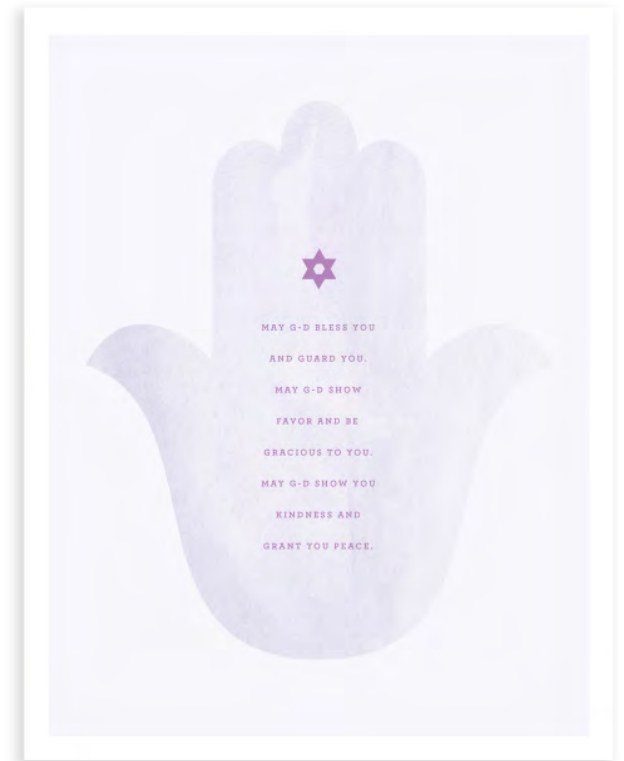 MAY G-D BLESS YOU
AND GUARD YOU.
MAY G-D SHOW
FAVOR AND BE
GRACIOUS TO YOU.
MAY G-D SHOW YOU
KINDNESS AND
GRANT YOU PEACE.